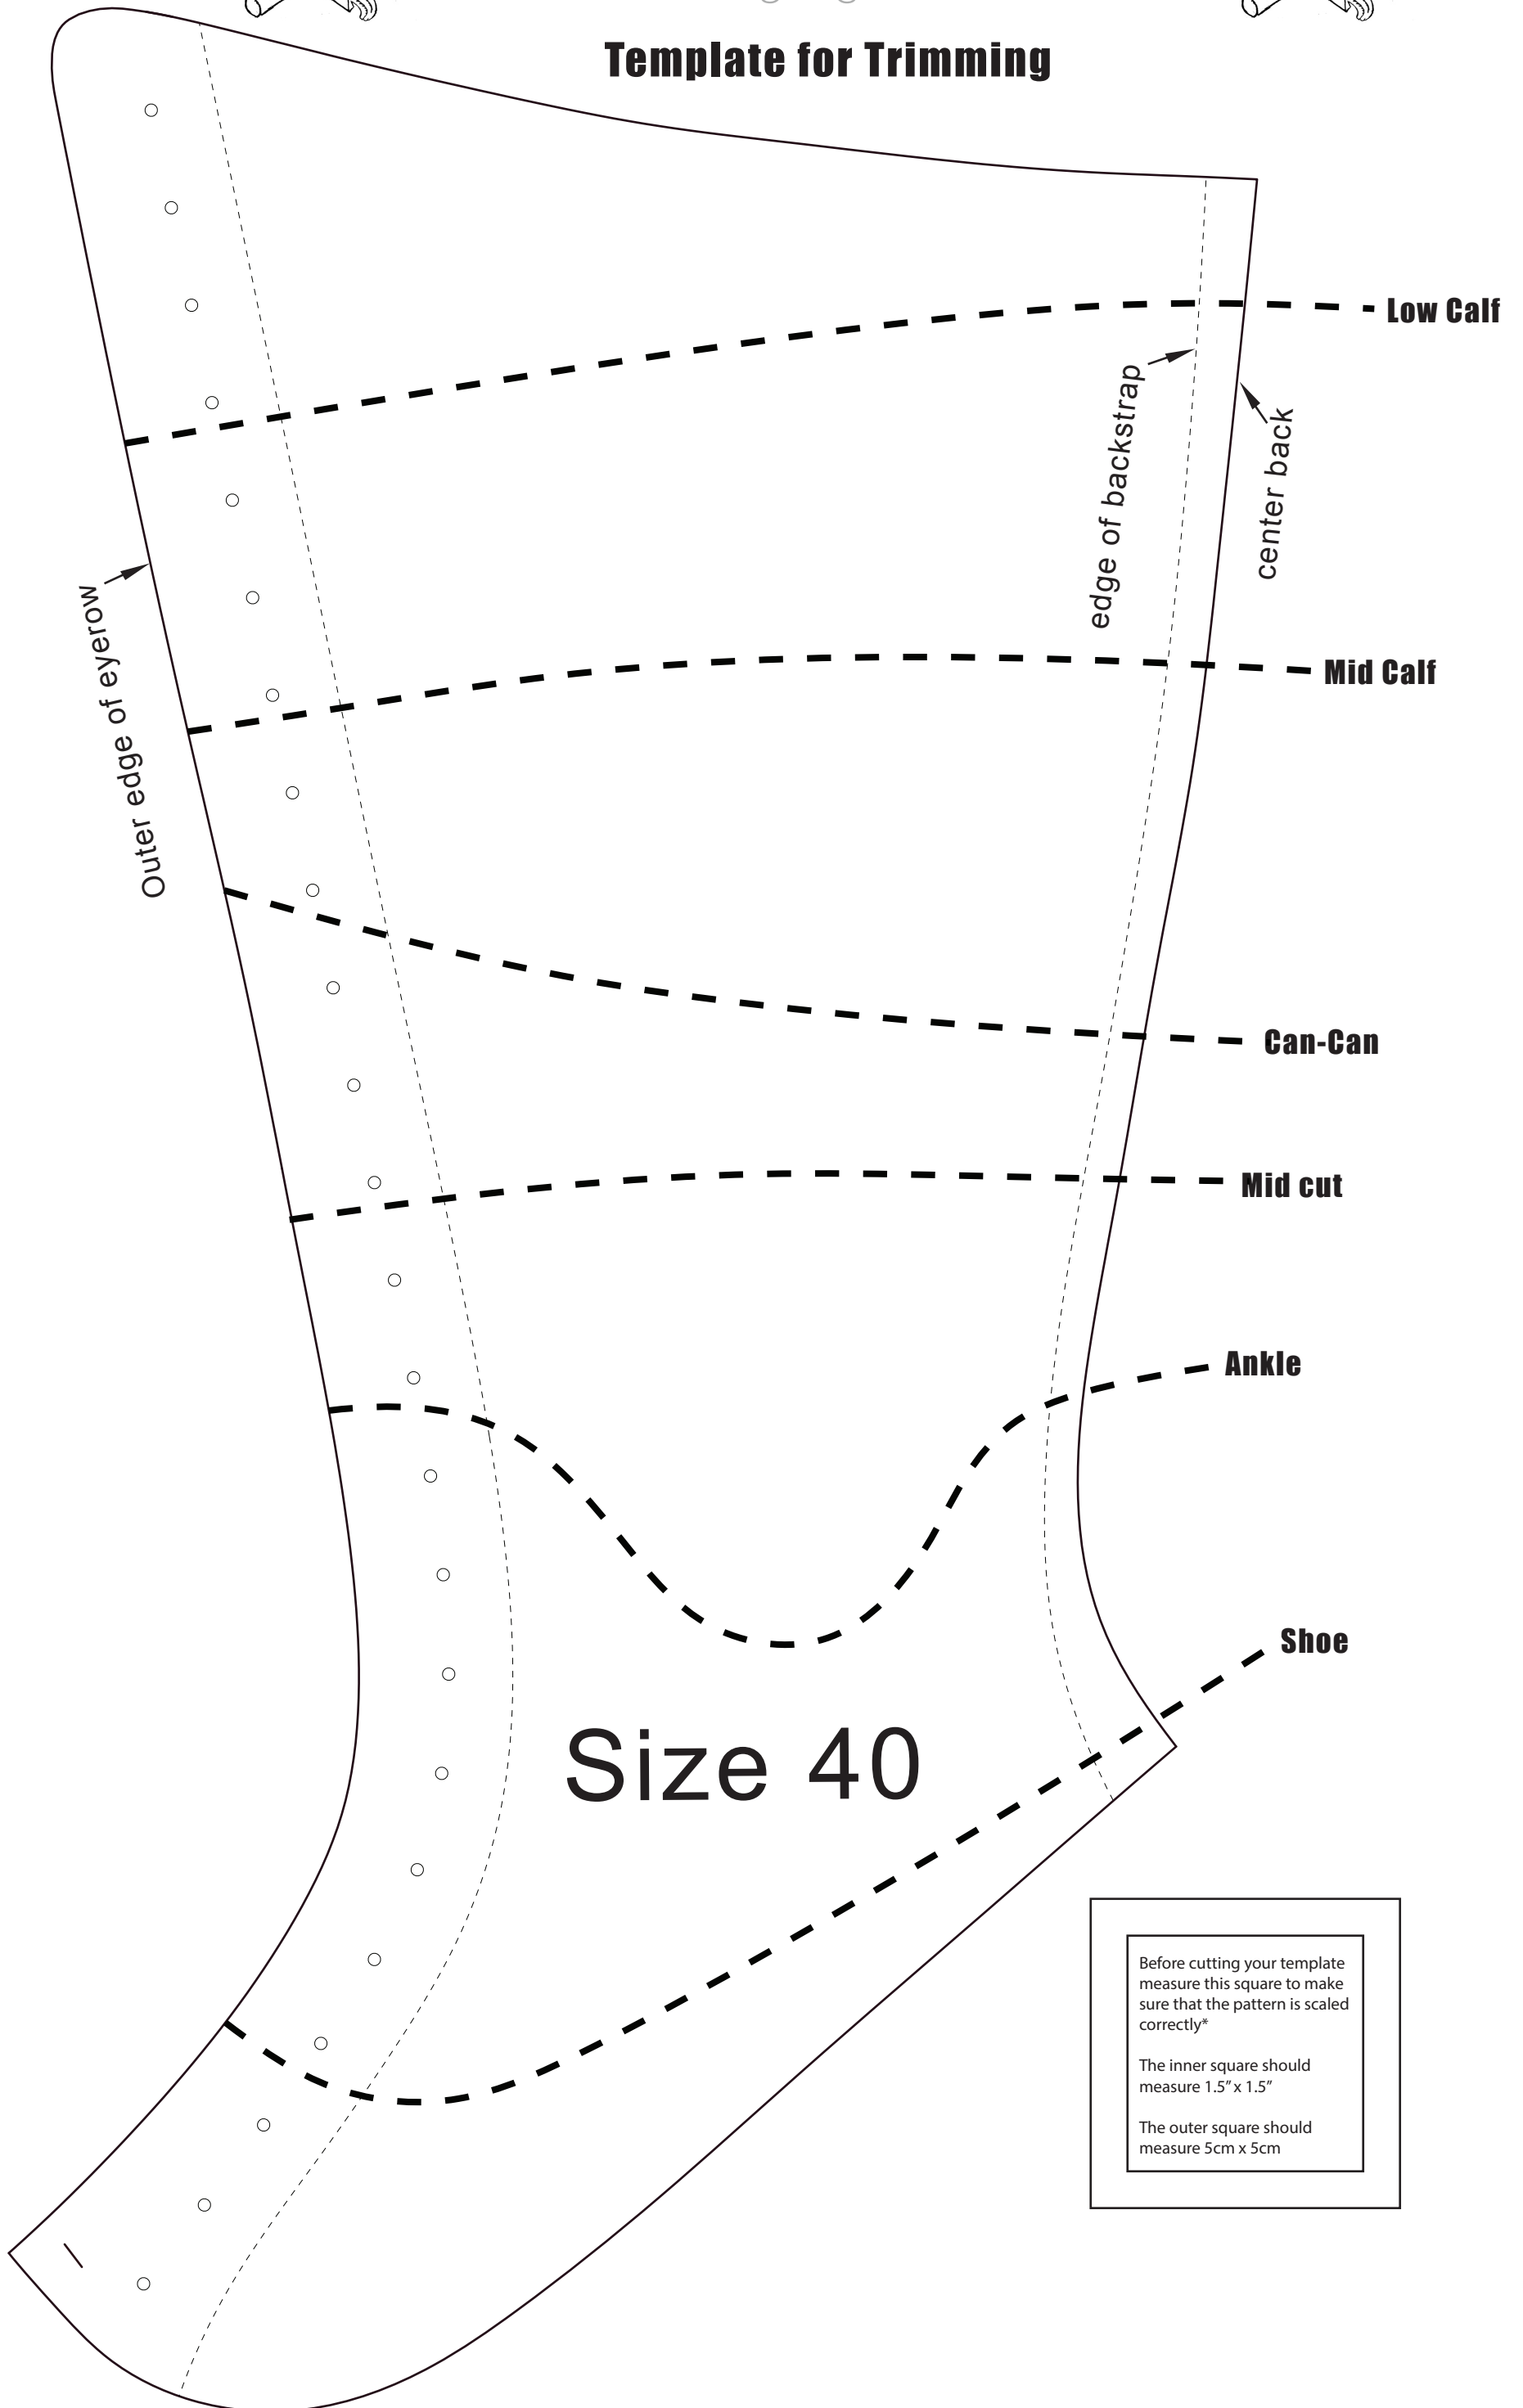 Template for Trimming
Low Calf
edge of backstrap
center back
Outer edge of eyerow
Mid Calf
Can-Can
Mid cut
Ankle
Shoe
Size 40
Before cutting your template
measure this square to make
sure that the pattern is scaled
correctly*
The inner square should
measure 1.5” x 1.5”
The outer square should
measure 5cm x 5cm